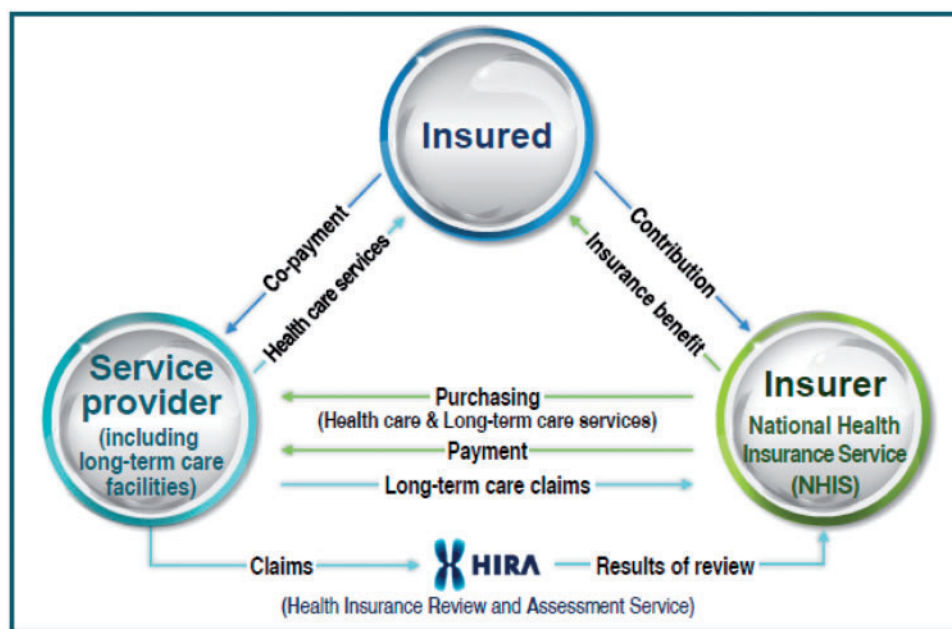 Insured
Co-payment
Health care services
Insurance benefit
Contribution
Service
provider
(including
long-term care
facilities)
Purchasing
(Health care & Long-term care services)
Payment
Long-term care claims
Insurer
National Health
Insurance Service
(NHIS)
Claims
HIRA
Results of review
(Health Insurance Review and Assessment Service)